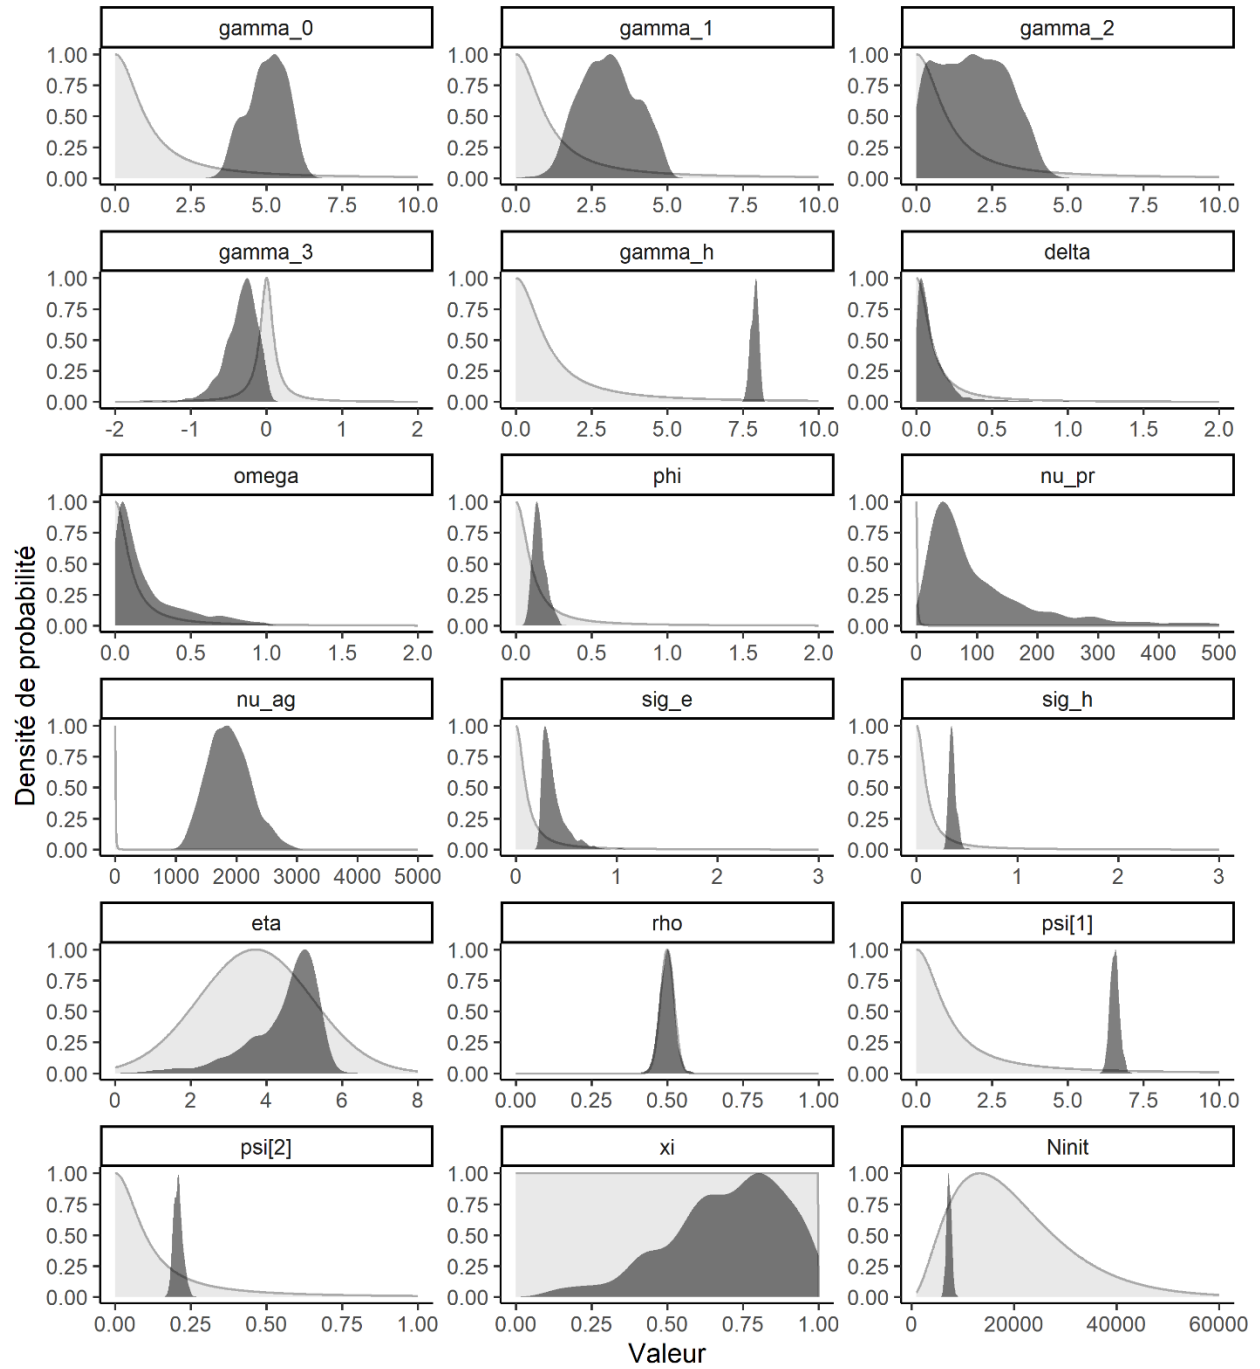 gamma_0 gamma_1 gamma_2
1.00 1.00 1.00
0.75 0.75 0.75
0.50 0.50 0.50
0.25 0.25 0.25
0.00 0.00 0.00
0.0 2.5 5.0 7.5 10.0 0.0 2.5 5.0 7.5 10.0 0.0 2.5 5.0 7.5 10.0
gamma_3 gamma_h delta
1.00 1.00 1.00
0.75 0.75 0.75
0.50 0.50 0.50
0.25 0.25 0.25
0.00 0.00 0.00
-2 -1 0 1 2 0.0 2.5 5.0 7.5 10.0 0.0 0.5 1.0 1.5 2.0
omega phi nu_pr
1.00 1.00 1.00
0.75 0.75 0.75
0.50 0.50 0.50
0.25 0.25 0.25
0.00 0.00 0.00
0.0 0.5 1.0 1.5 2.0 0.0 0.5 1.0 1.5 2.0 0 100 200 300 400 500
Densité de probabilité
nu_ag sig_e sig_h
1.00 1.00 1.00
0.75 0.75 0.75
0.50 0.50 0.50
0.25 0.25 0.25
0.00 0.00 0.00
0 1000 2000 3000 4000 5000 0 1 2 3 0 1 2 3
eta rho psi[1]
1.00 1.00 1.00
0.75 0.75 0.75
0.50 0.50 0.50
0.25 0.25 0.25
0.00 0.00 0.00
0 2 4 6 8 0.00 0.25 0.50 0.75 1.00 0.0 2.5 5.0 7.5 10.0
psi[2] xi Ninit
1.00 1.00 1.00
0.75 0.75 0.75
0.50 0.50 0.50
0.25 0.25 0.25
0.00 0.00 0.00
0.00 0.25 0.50 0.75 1.00 0.00 0.25 0.50 0.75 1.00 0 20000 40000 60000
Valeur